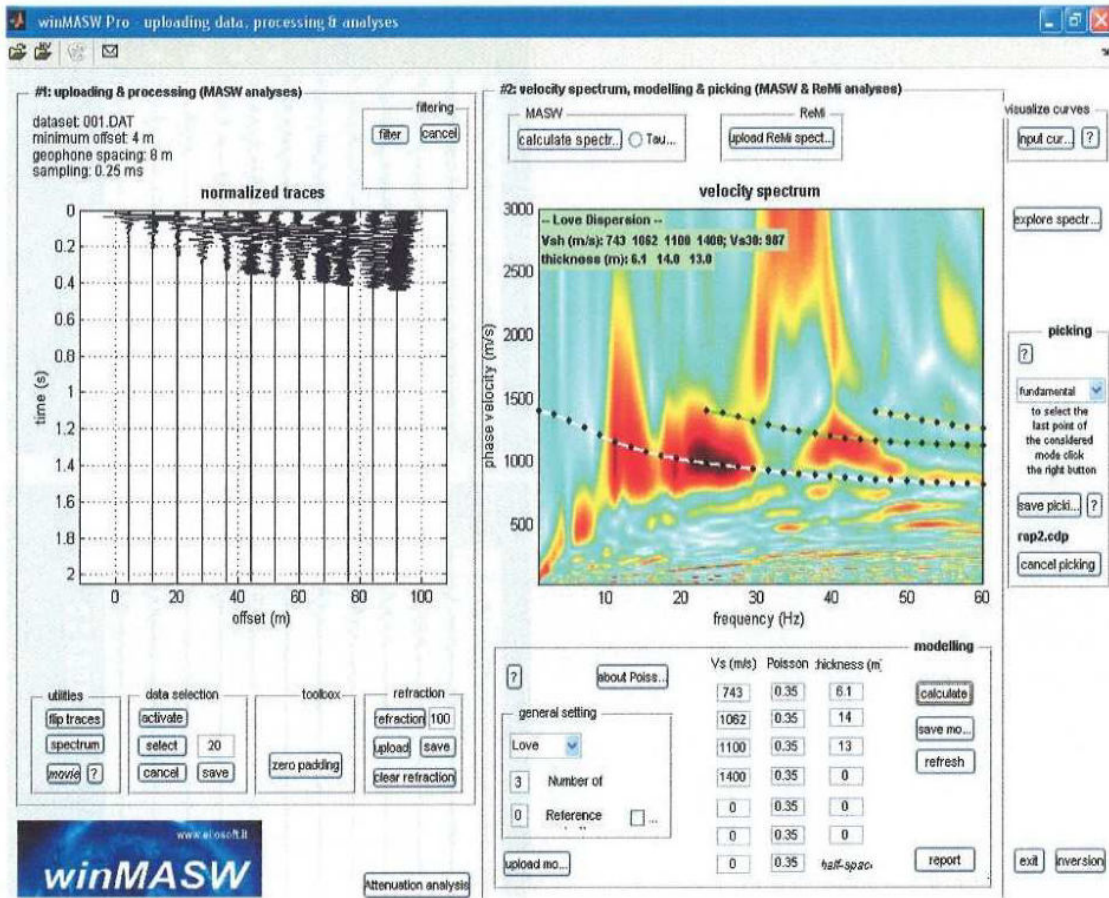 winMASW Pro - uploading data, processing & analyses
#1: uploading & processing (MASW analyses)
dataset: 001.DAT
minimum offset: 4 m
geophone spacing: 8 m
sampling: 0.25 ms
filtering
filter cancel
normalized traces
0
0.2
0.4
0.6
0.8
1
1.2
1.4
1.6
1.8
2
time (s)
0 20 40 60 80 100
offset (m)
utilities
flip traces
spectrum
movie ?
data selection
activate
select 20
cancel save
toolbox
zero padding
refraction
refraction 100
upload save
clear refraction
www.eliosoft.it
winMASW
Attenuation analysis
#2: velocity spectrum, modelling & picking (MASW & ReMi analyses)
MASW
calculate spectr... Tau...
ReMi
upload ReMi spect...
velocity spectrum
-- Love Dispersion --
Vsh (m/s): 743 1062 1100 1400; Vs30: 987
thickness (m): 6.1 14.0 13.0
3000
2500
2000
1500
1000
500
phase velocity (m/s)
10 20 30 40 50 60
frequency (Hz)
modelling
? about Poiss...
general setting
Love
3 Number of
0 Reference ...
upload mo...
Vs (m/s) Poisson thickness (m
743 0.35 6.1
1062 0.35 14
1100 0.35 13
1400 0.35 0
0 0.35 0
0 0.35 0
0 0.35 half-spac
calculate
save mo...
refresh
report
visualize curves
input cur... ?
explore spectr...
picking
?
fundamental
to select the
last point of
the considered
mode click
the right button
save picki... ?
rap2.cdp
cancel picking
exit inversion